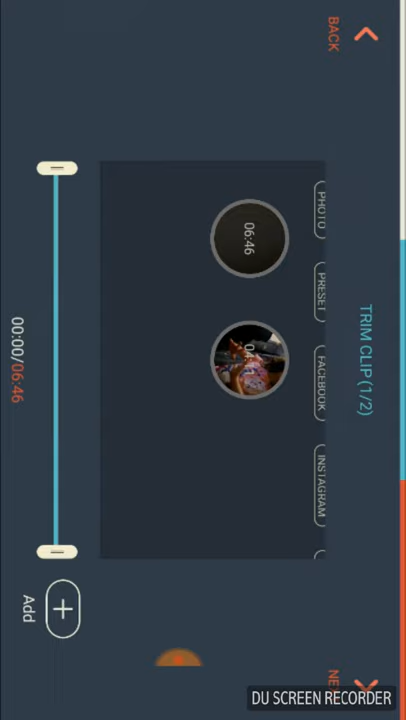 BACK
TRIM CLIP (1/2)
PHOTO
PRESET
FACEBOOK
INSTAGRAM
06:46
00:00/06:46
Add
DU SCREEN RECORDER